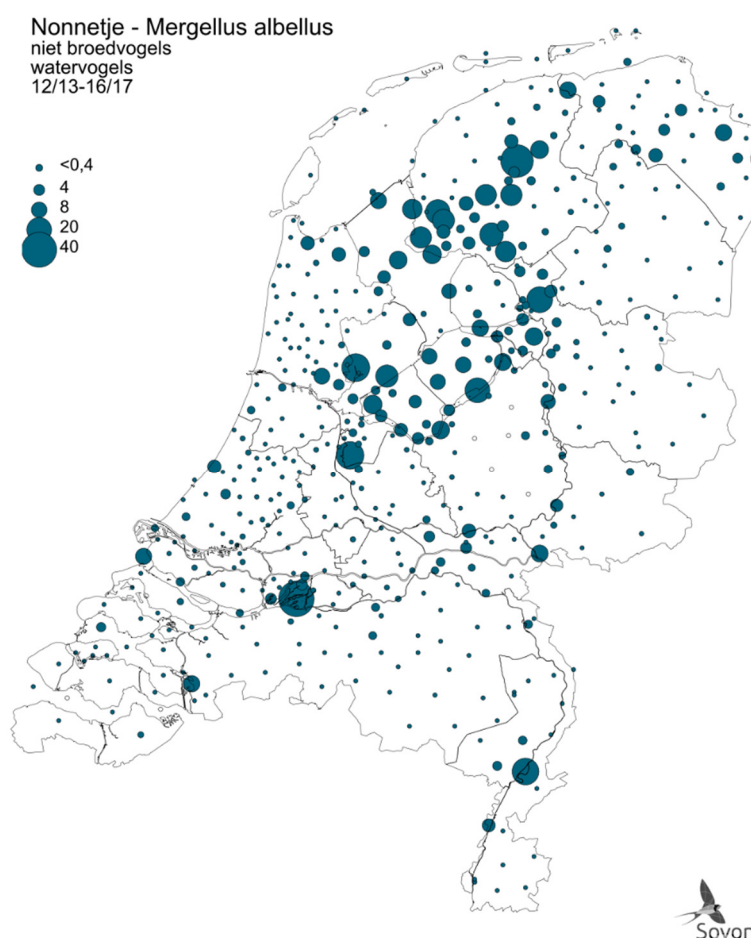 Nonnetje - Mergellus albellus
niet broedvogels
watervogels
12/13-16/17
<0,4
4
8
20
40
Sovon